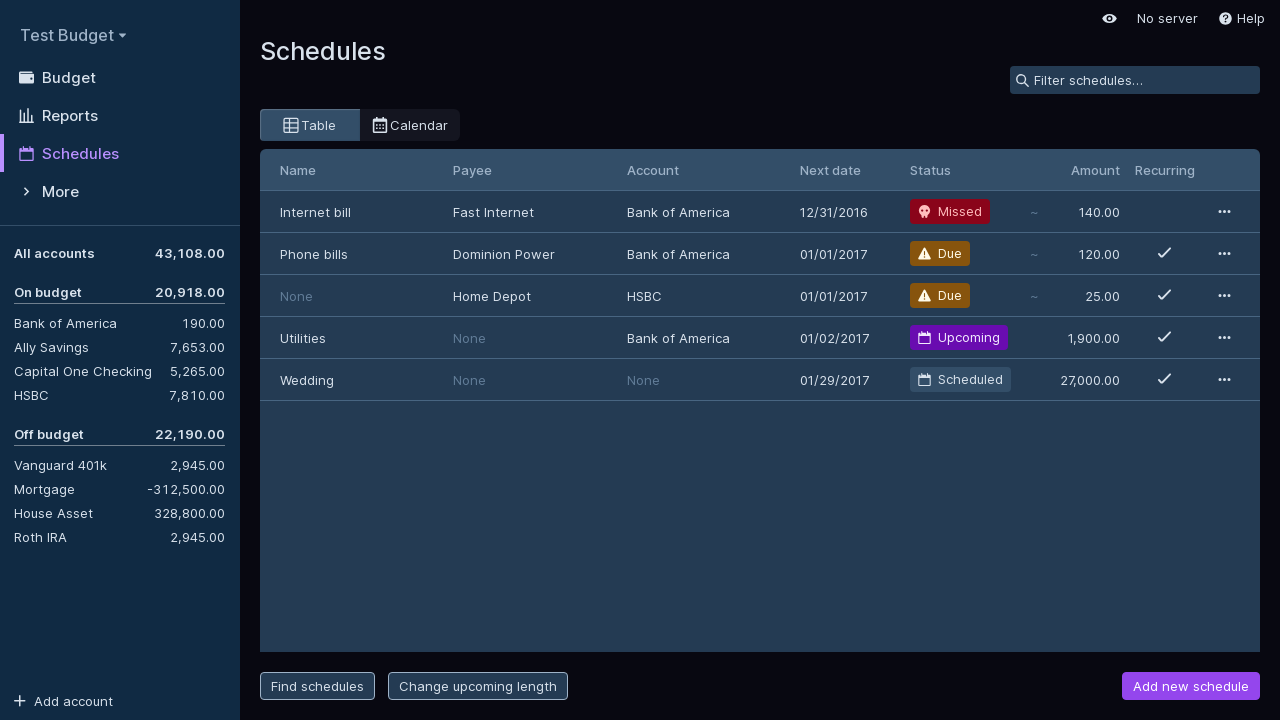 Test Budget
No server
Help
Budget
Reports
Schedules
More
All accounts 43,108.00
On budget 20,918.00
Bank of America 190.00
Ally Savings 7,653.00
Capital One Checking 5,265.00
HSBC 7,810.00
Off budget 22,190.00
Vanguard 401k 2,945.00
Mortgage -312,500.00
House Asset 328,800.00
Roth IRA 2,945.00
Add account
Schedules
Filter schedules…
Table
Calendar
Name Payee Account Next date Status Amount Recurring
Internet bill Fast Internet Bank of America 12/31/2016 Missed ~ 140.00
Phone bills Dominion Power Bank of America 01/01/2017 Due ~ 120.00
None Home Depot HSBC 01/01/2017 Due ~ 25.00
Utilities None Bank of America 01/02/2017 Upcoming 1,900.00
Wedding None None 01/29/2017 Scheduled 27,000.00
Find schedules
Change upcoming length
Add new schedule